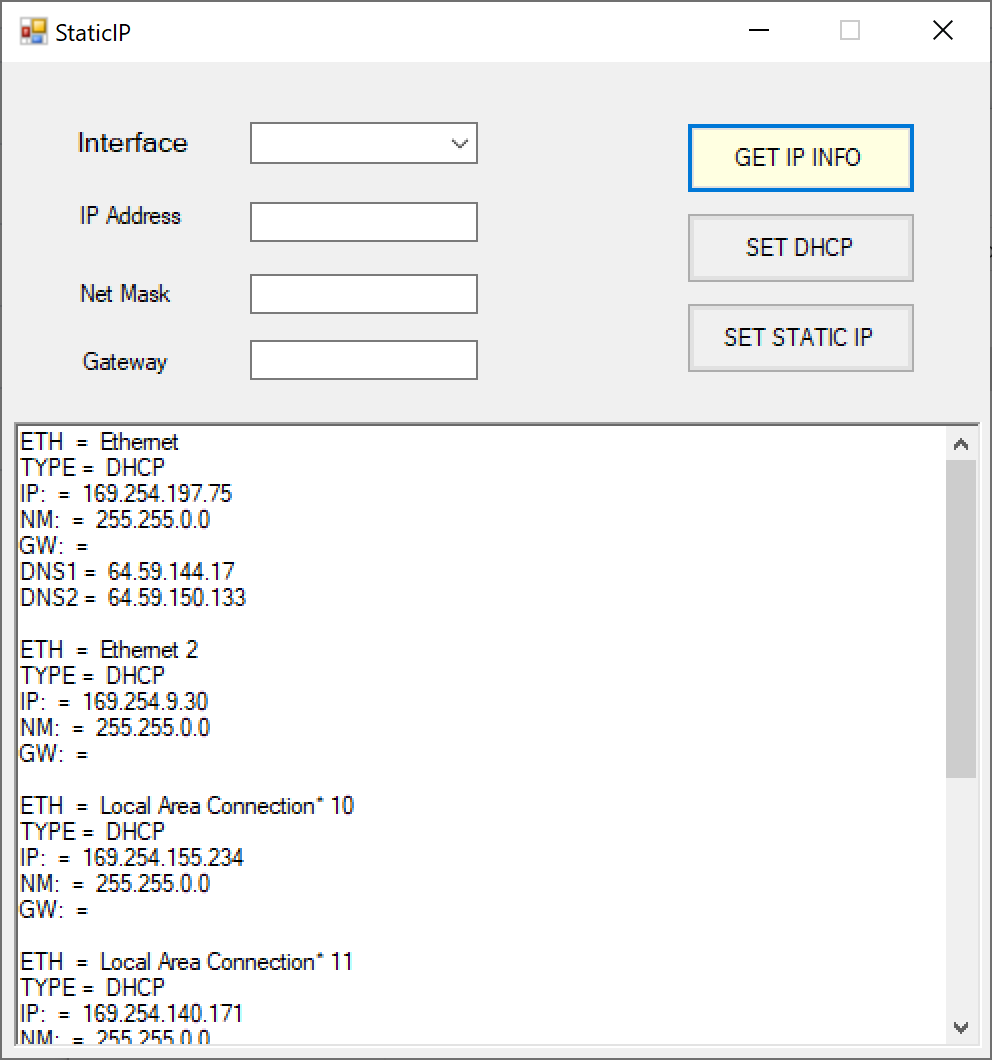 StaticIP
Interface
GET IP INFO
IP Address
SET DHCP
Net Mask
SET STATIC IP
Gateway
ETH = Ethernet
TYPE = DHCP
IP: = 169.254.197.75
NM: = 255.255.0.0
GW: =
DNS1 = 64.59.144.17
DNS2 = 64.59.150.133
ETH = Ethernet 2
TYPE = DHCP
IP: = 169.254.9.30
NM: = 255.255.0.0
GW: =
ETH = Local Area Connection* 10
TYPE = DHCP
IP: = 169.254.155.234
NM: = 255.255.0.0
GW: =
ETH = Local Area Connection* 11
TYPE = DHCP
IP: = 169.254.140.171
NM: = 255.255.0.0